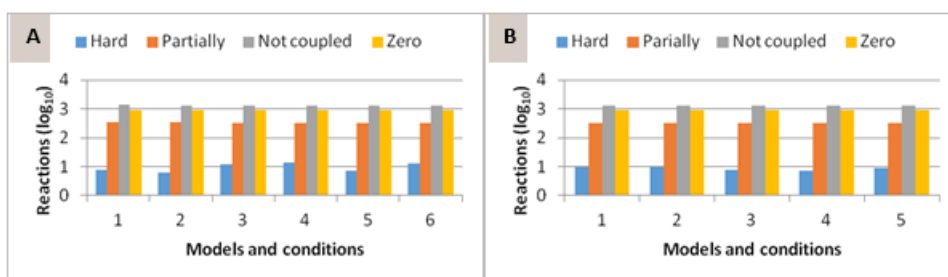 A
Hard Partially Not coupled Zero
Reactions (log10)
4
3
2
1
0
1 2 3 4 5 6
Models and conditions
B
Hard Parially Not coupled Zero
Reactions (log10)
4
3
2
1
0
1 2 3 4 5
Models and conditions